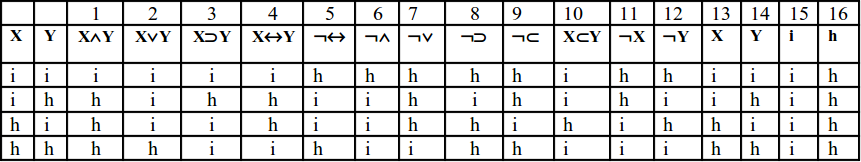 1 2 3 4 5 6 7 8 9 10 11 12 13 14 15 16
X Y X∧Y X∨Y X⊃Y X↔Y ¬↔ ¬∧ ¬∨ ¬⊃ ¬⊂ X⊂Y ¬X ¬Y X Y i h
i i i i i i h h h h h i h h i i i h
i h h i h h i i h i h i h i i h i h
h i h i i h i i h h i h i h h i i h
h h h h i i h i i h h i i i h h i h